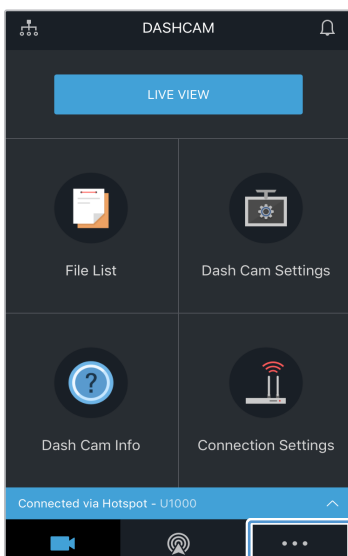 DASHCAM
LIVE VIEW
File List
Dash Cam Settings
?
Dash Cam Info
Connection Settings
Connected via Hotspot - U1000